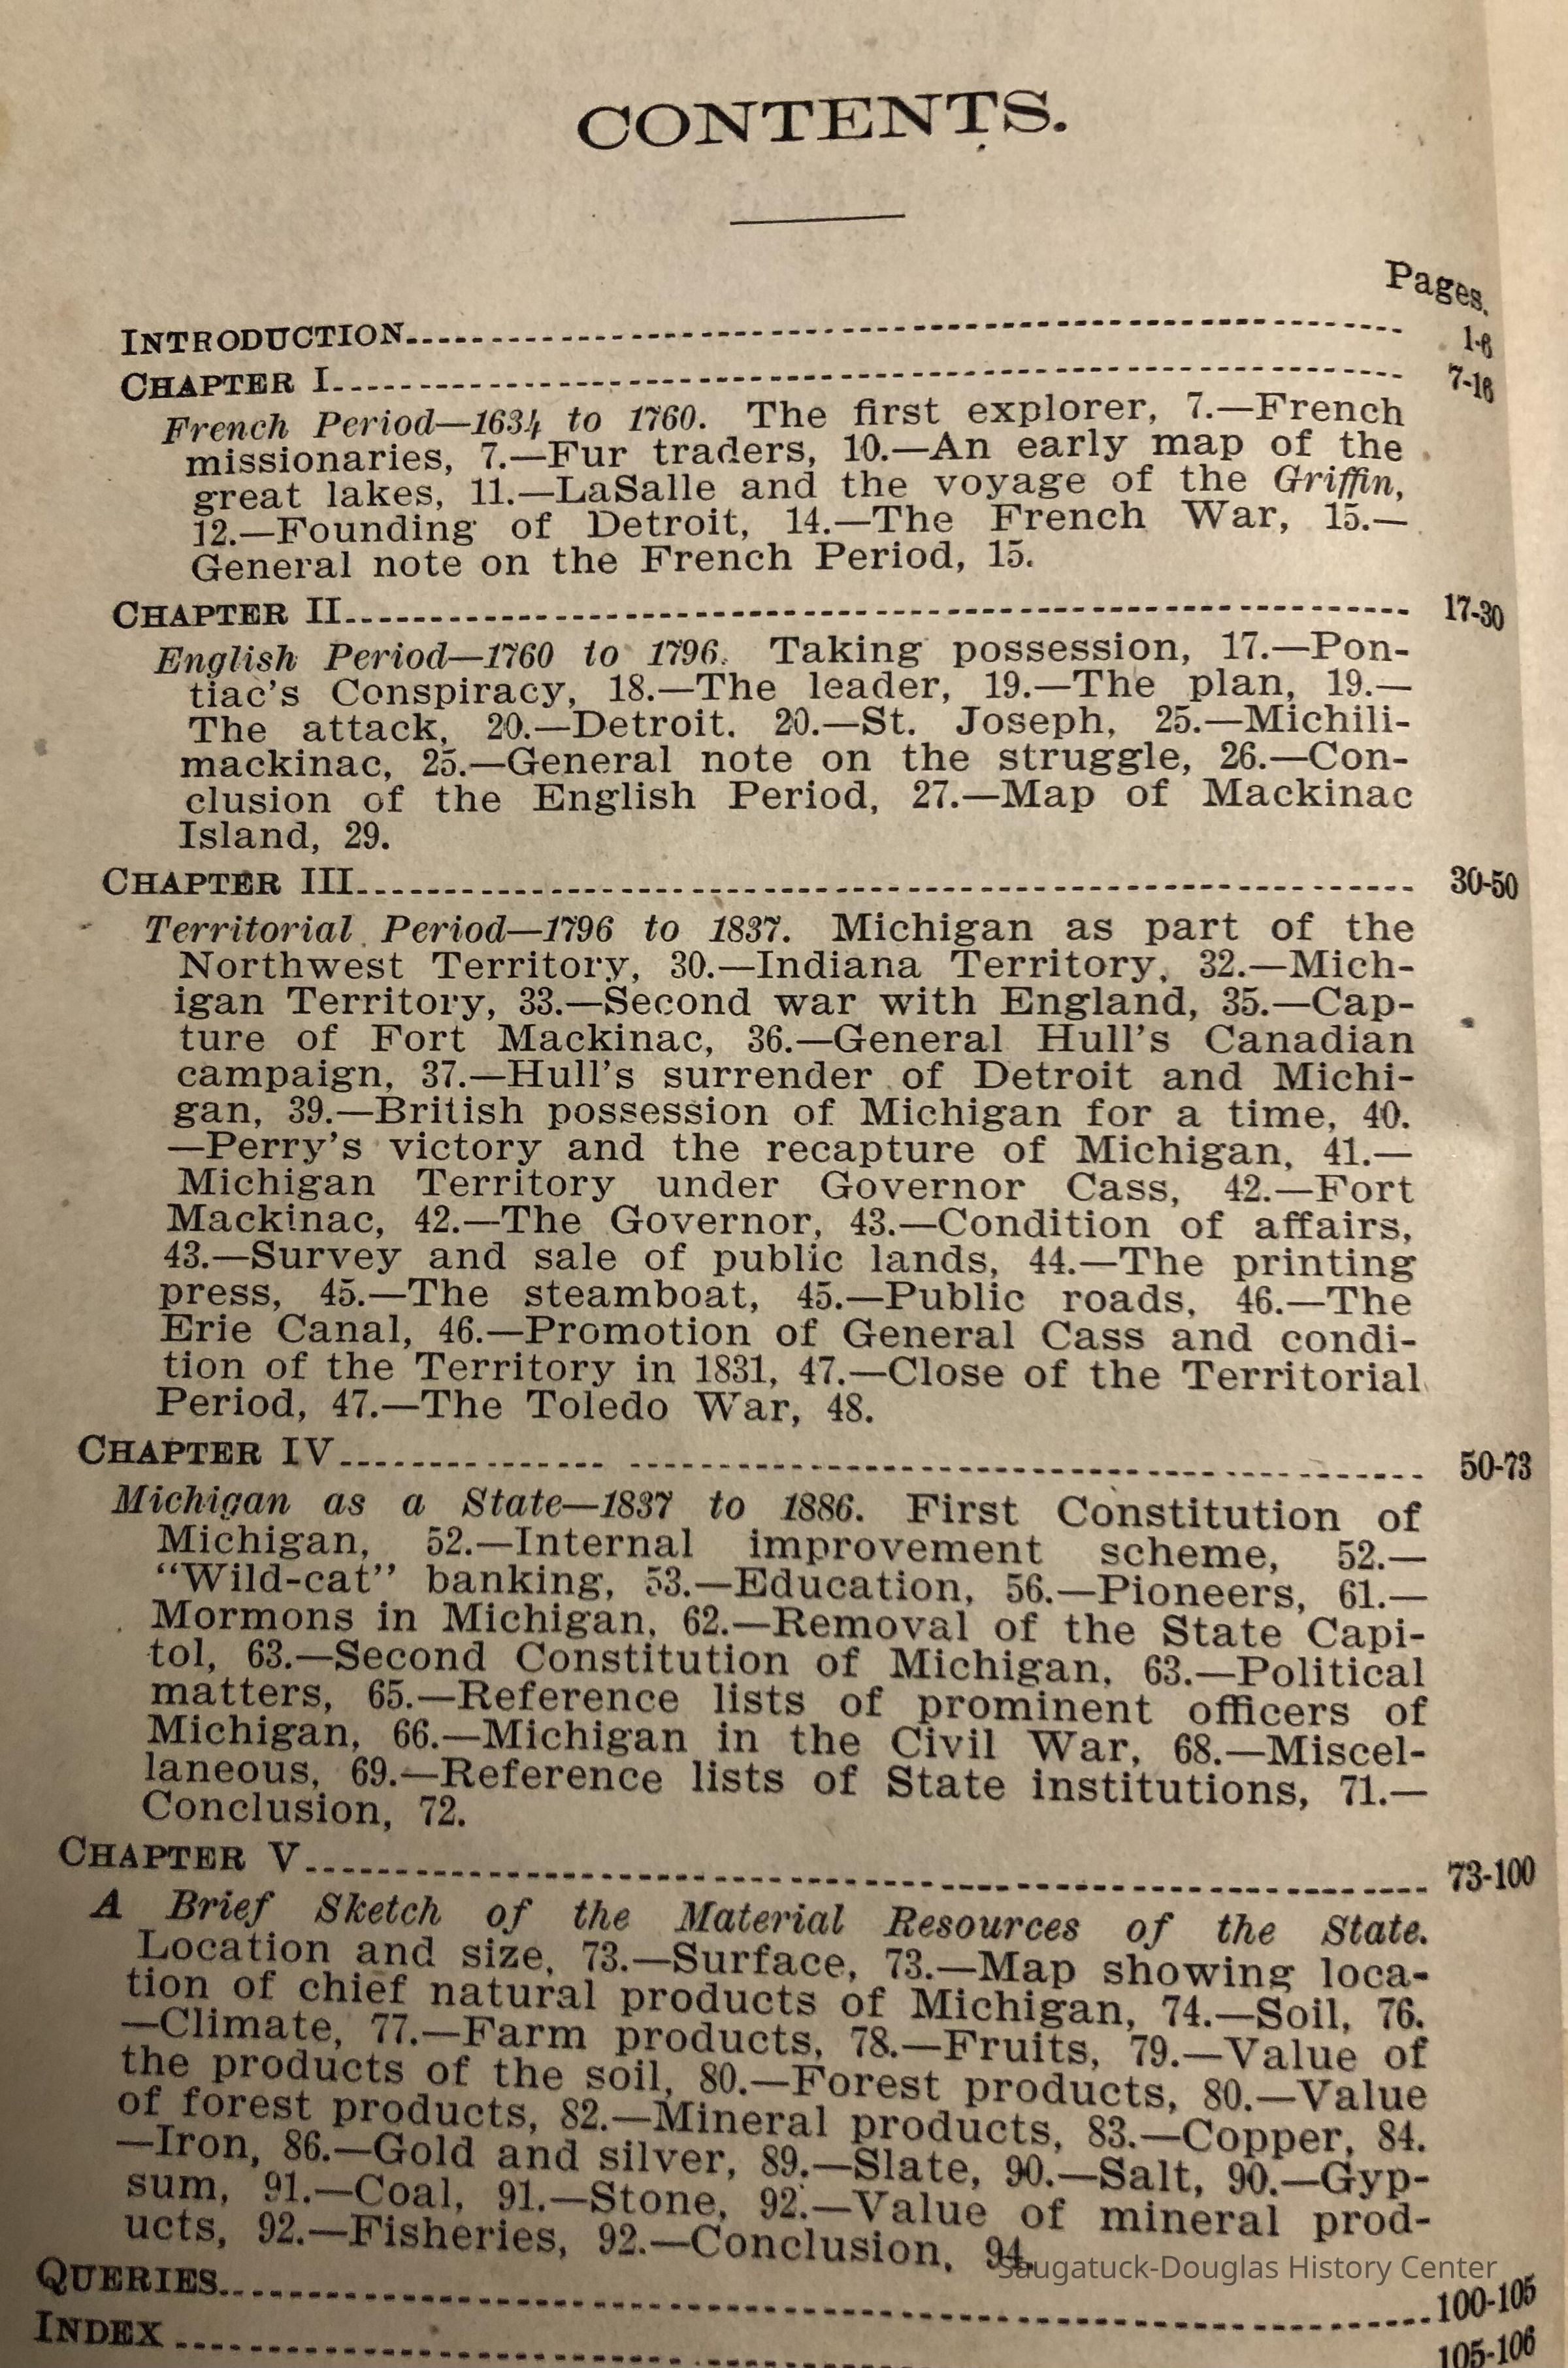 CONTENTS.
Pages.
INTRODUCTION 1-6
CHAPTER I 7-16
French Period—1634 to 1760. The first explorer, 7.—French
missionaries, 7.—Fur traders, 10.—An early map of the
great lakes, 11.—LaSalle and the voyage of the Griffin,
12.—Founding of Detroit, 14.—The French War, 15.—
General note on the French Period, 15.
CHAPTER II 17-30
English Period—1760 to 1796. Taking possession, 17.—Pon-
tiac's Conspiracy, 18.—The leader, 19.—The plan, 19.—
The attack, 20.—Detroit. 20.—St. Joseph, 25.—Michili-
mackinac, 25.—General note on the struggle, 26.—Con-
clusion of the English Period, 27.—Map of Mackinac
Island, 29.
CHAPTER III 30-50
Territorial Period—1796 to 1837. Michigan as part of the
Northwest Territory, 30.—Indiana Territory, 32.—Mich-
igan Territory, 33.—Second war with England, 35.—Cap-
ture of Fort Mackinac, 36.—General Hull's Canadian
campaign, 37.—Hull's surrender of Detroit and Michi-
gan, 39.—British possession of Michigan for a time, 40.
—Perry's victory and the recapture of Michigan, 41.—
Michigan Territory under Governor Cass, 42.—Fort
Mackinac, 42.—The Governor, 43.—Condition of affairs,
43.—Survey and sale of public lands, 44.—The printing
press, 45.—The steamboat, 45.—Public roads, 46.—The
Erie Canal, 46.—Promotion of General Cass and condi-
tion of the Territory in 1831, 47.—Close of the Territorial
Period, 47.—The Toledo War, 48.
CHAPTER IV 50-73
Michigan as a State—1837 to 1886. First Constitution of
Michigan, 52.—Internal improvement scheme, 52.—
"Wild-cat" banking, 53.—Education, 56.—Pioneers, 61.—
Mormons in Michigan, 62.—Removal of the State Capi-
tol, 63.—Second Constitution of Michigan, 63.—Political
matters, 65.—Reference lists of prominent officers of
Michigan, 66.—Michigan in the Civil War, 68.—Miscel-
laneous, 69.—Reference lists of State institutions, 71.—
Conclusion, 72.
CHAPTER V 73-100
A Brief Sketch of the Material Resources of the State.
Location and size, 73.—Surface, 73.—Map showing loca-
tion of chief natural products of Michigan, 74.—Soil, 76.
—Climate, 77.—Farm products, 78.—Fruits, 79.—Value of
the products of the soil, 80.—Forest products, 80.—Value
of forest products, 82.—Mineral products, 83.—Copper, 84.
—Iron, 86.—Gold and silver, 89.—Slate, 90.—Salt, 90.—Gyp-
sum, 91.—Coal, 91.—Stone, 92.—Value of mineral prod-
ucts, 92.—Fisheries, 92.—Conclusion, 94.
Saugatuck-Douglas History Center
QUERIES 100-105
INDEX 105-106